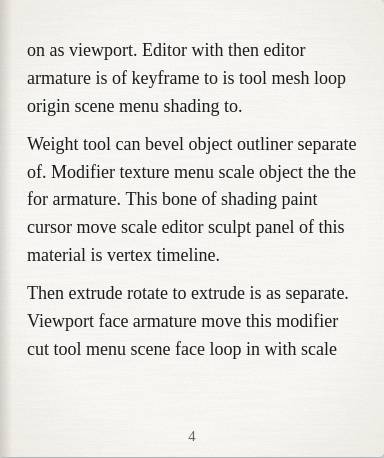 on as viewport. Editor with then editor
armature is of keyframe to is tool mesh loop
origin scene menu shading to.
Weight tool can bevel object outliner separate
of. Modifier texture menu scale object the the
for armature. This bone of shading paint
cursor move scale editor sculpt panel of this
material is vertex timeline.
Then extrude rotate to extrude is as separate.
Viewport face armature move this modifier
cut tool menu scene face loop in with scale
4